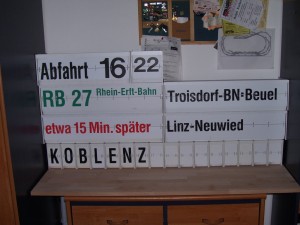 Abfahrt 16 22
RB 27 Rhein-Erft-Bahn
Troisdorf-BN-Beuel
etwa 15 Min. später
Linz-Neuwied
KOBLENZ